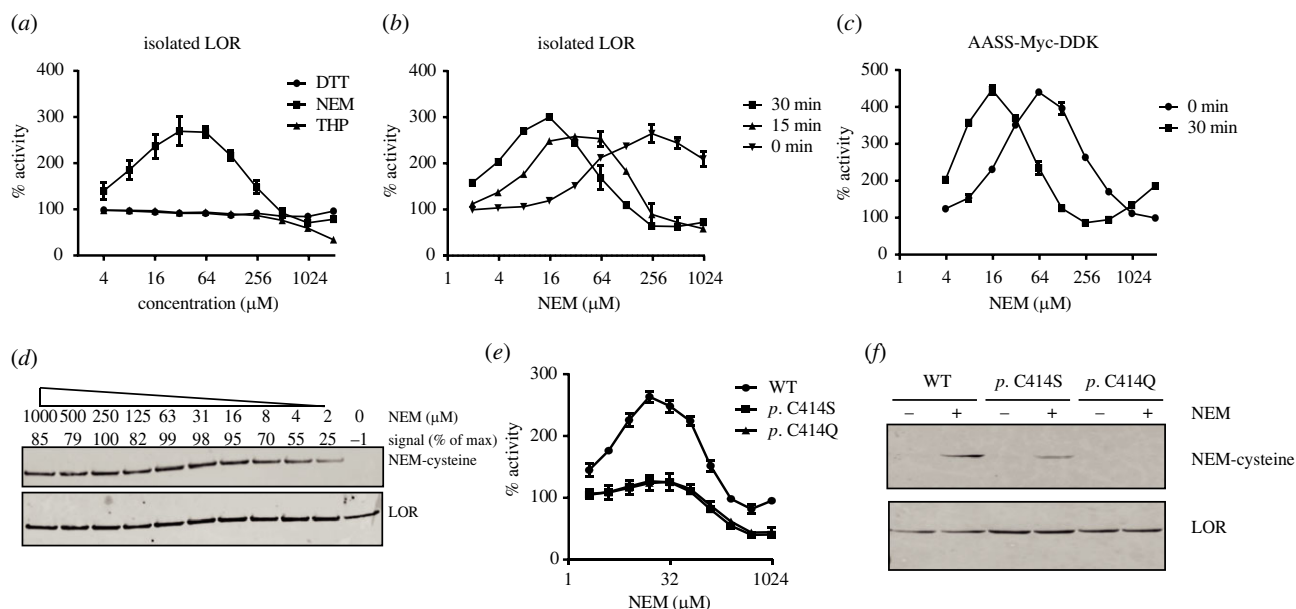 (a)
isolated LOR
400
300
200
100
0
% activity
4 16 64 256 1024
concentration (µM)
DTT
NEM
THP
(b)
isolated LOR
400
300
200
100
0
% activity
1 4 16 64 256 1024
NEM (µM)
30 min
15 min
0 min
(c)
AASS-Myc-DDK
500
400
300
200
100
0
% activity
1 4 16 64 256 1024
NEM (µM)
0 min
30 min
(d)
1000 500 250 125 63 31 16 8 4 2 0 NEM (µM)
85 79 100 82 99 98 95 70 55 25 –1 signal (% of max)
NEM-cysteine
LOR
(e)
300
200
100
0
% activity
1 32 1024
NEM (µM)
WT
p. C414S
p. C414Q
(f)
WT p. C414S p. C414Q
– + – + – + NEM
NEM-cysteine
LOR